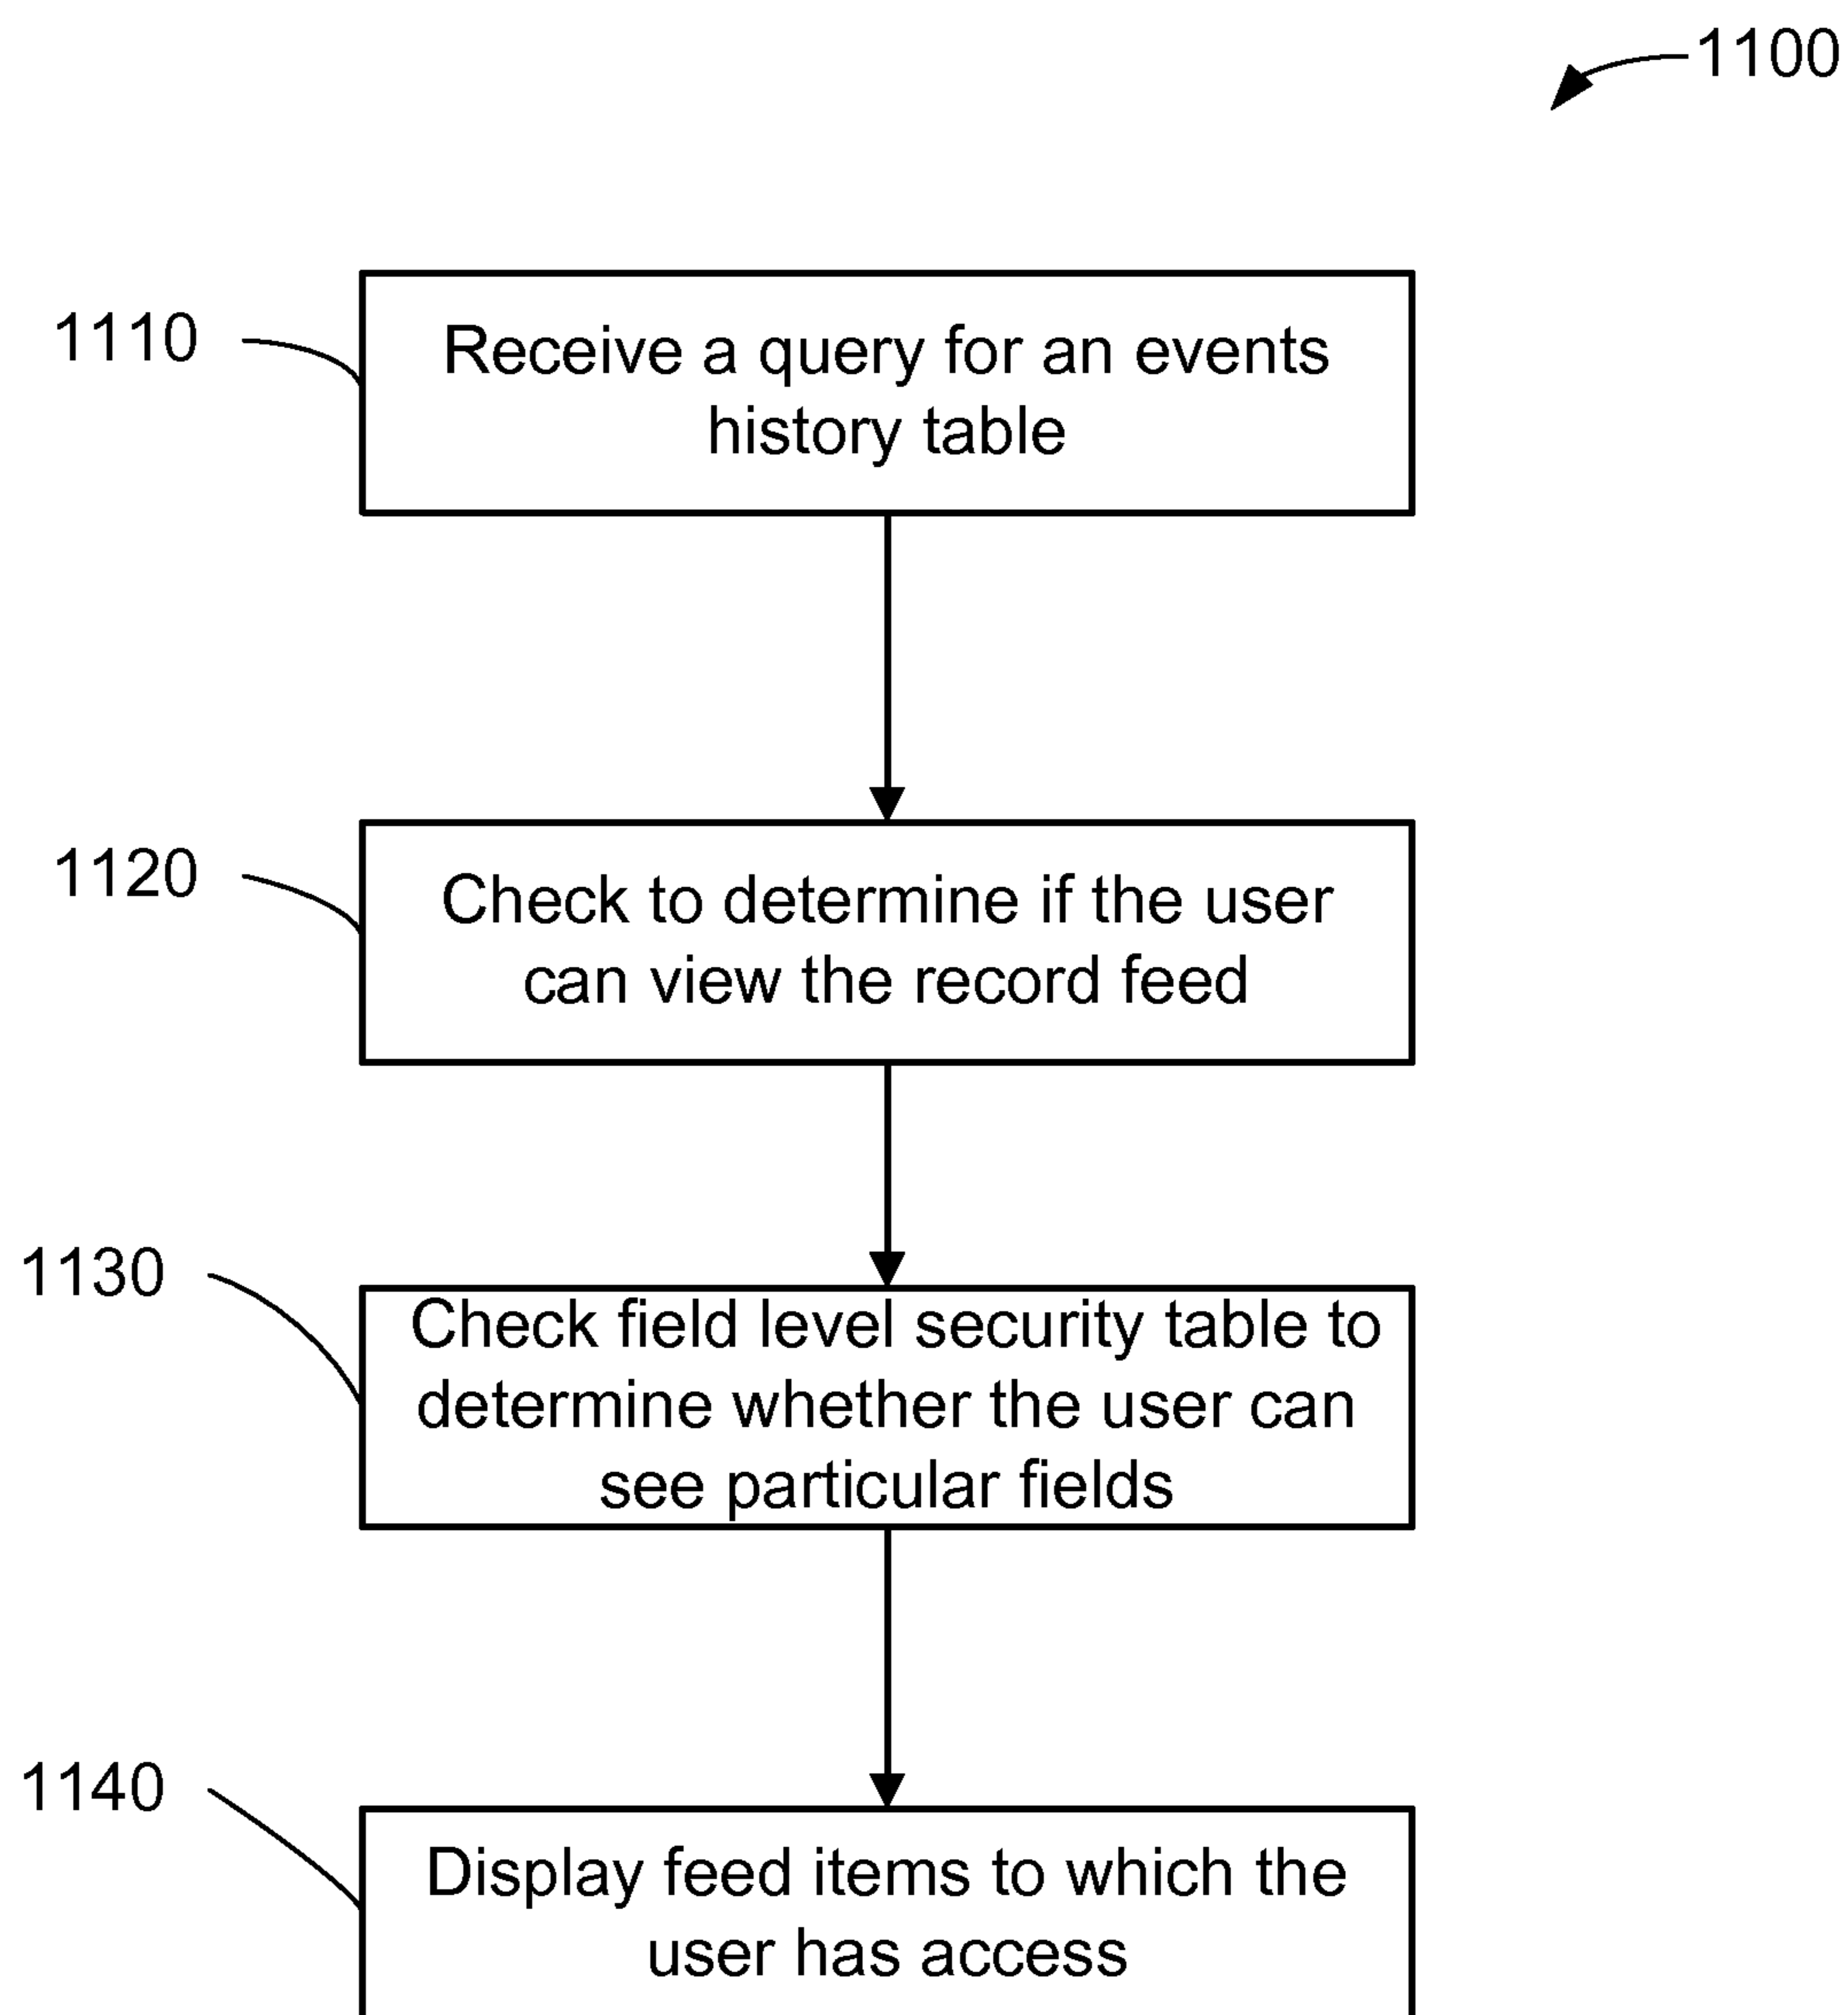 1100
1110
Receive a query for an events
history table
1120
Check to determine if the user
can view the record feed
1130
Check field level security table to
determine whether the user can
see particular fields
1140
Display feed items to which the
user has access